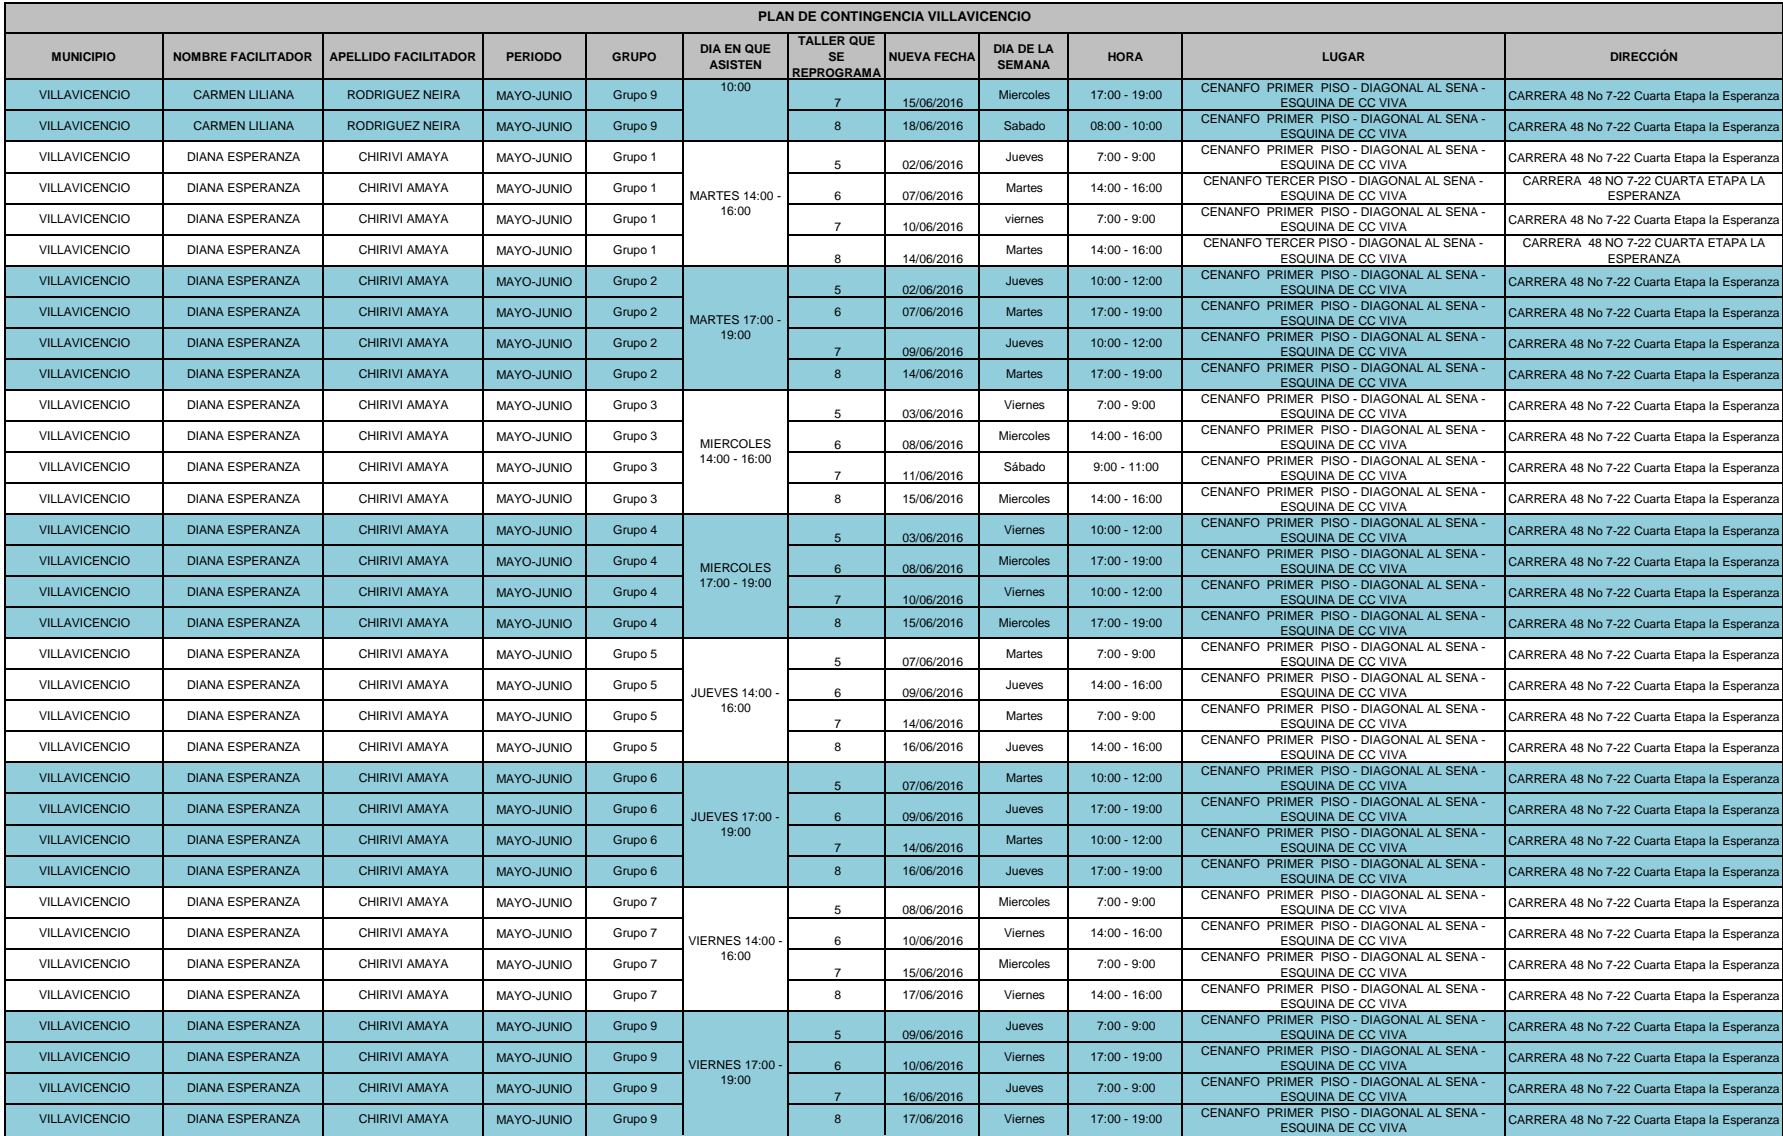 PLAN DE CONTINGENCIA VILLAVICENCIO
MUNICIPIO NOMBRE FACILITADOR APELLIDO FACILITADOR PERIODO GRUPO DIA EN QUE ASISTEN TALLER QUE SE REPROGRAMA NUEVA FECHA DIA DE LA SEMANA HORA LUGAR DIRECCIÓN
VILLAVICENCIO CARMEN LILIANA RODRIGUEZ NEIRA MAYO-JUNIO Grupo 9 10:00 7 15/06/2016 Miercoles 17:00 - 19:00 CENANFO PRIMER PISO - DIAGONAL AL SENA - ESQUINA DE CC VIVA CARRERA 48 No 7-22 Cuarta Etapa la Esperanza
VILLAVICENCIO CARMEN LILIANA RODRIGUEZ NEIRA MAYO-JUNIO Grupo 9 8 18/06/2016 Sabado 08:00 - 10:00 CENANFO PRIMER PISO - DIAGONAL AL SENA - ESQUINA DE CC VIVA CARRERA 48 No 7-22 Cuarta Etapa la Esperanza
VILLAVICENCIO DIANA ESPERANZA CHIRIVI AMAYA MAYO-JUNIO Grupo 1 MARTES 14:00 - 16:00 5 02/06/2016 Jueves 7:00 - 9:00 CENANFO PRIMER PISO - DIAGONAL AL SENA - ESQUINA DE CC VIVA CARRERA 48 No 7-22 Cuarta Etapa la Esperanza
VILLAVICENCIO DIANA ESPERANZA CHIRIVI AMAYA MAYO-JUNIO Grupo 1 6 07/06/2016 Martes 14:00 - 16:00 CENANFO TERCER PISO - DIAGONAL AL SENA - ESQUINA DE CC VIVA CARRERA 48 NO 7-22 CUARTA ETAPA LA ESPERANZA
VILLAVICENCIO DIANA ESPERANZA CHIRIVI AMAYA MAYO-JUNIO Grupo 1 7 10/06/2016 viernes 7:00 - 9:00 CENANFO PRIMER PISO - DIAGONAL AL SENA - ESQUINA DE CC VIVA CARRERA 48 No 7-22 Cuarta Etapa la Esperanza
VILLAVICENCIO DIANA ESPERANZA CHIRIVI AMAYA MAYO-JUNIO Grupo 1 8 14/06/2016 Martes 14:00 - 16:00 CENANFO TERCER PISO - DIAGONAL AL SENA - ESQUINA DE CC VIVA CARRERA 48 NO 7-22 CUARTA ETAPA LA ESPERANZA
VILLAVICENCIO DIANA ESPERANZA CHIRIVI AMAYA MAYO-JUNIO Grupo 2 MARTES 17:00 - 19:00 5 02/06/2016 Jueves 10:00 - 12:00 CENANFO PRIMER PISO - DIAGONAL AL SENA - ESQUINA DE CC VIVA CARRERA 48 No 7-22 Cuarta Etapa la Esperanza
VILLAVICENCIO DIANA ESPERANZA CHIRIVI AMAYA MAYO-JUNIO Grupo 2 6 07/06/2016 Martes 17:00 - 19:00 CENANFO PRIMER PISO - DIAGONAL AL SENA - ESQUINA DE CC VIVA CARRERA 48 No 7-22 Cuarta Etapa la Esperanza
VILLAVICENCIO DIANA ESPERANZA CHIRIVI AMAYA MAYO-JUNIO Grupo 2 7 09/06/2016 Jueves 10:00 - 12:00 CENANFO PRIMER PISO - DIAGONAL AL SENA - ESQUINA DE CC VIVA CARRERA 48 No 7-22 Cuarta Etapa la Esperanza
VILLAVICENCIO DIANA ESPERANZA CHIRIVI AMAYA MAYO-JUNIO Grupo 2 8 14/06/2016 Martes 17:00 - 19:00 CENANFO PRIMER PISO - DIAGONAL AL SENA - ESQUINA DE CC VIVA CARRERA 48 No 7-22 Cuarta Etapa la Esperanza
VILLAVICENCIO DIANA ESPERANZA CHIRIVI AMAYA MAYO-JUNIO Grupo 3 MIERCOLES 14:00 - 16:00 5 03/06/2016 Viernes 7:00 - 9:00 CENANFO PRIMER PISO - DIAGONAL AL SENA - ESQUINA DE CC VIVA CARRERA 48 No 7-22 Cuarta Etapa la Esperanza
VILLAVICENCIO DIANA ESPERANZA CHIRIVI AMAYA MAYO-JUNIO Grupo 3 6 08/06/2016 Miercoles 14:00 - 16:00 CENANFO PRIMER PISO - DIAGONAL AL SENA - ESQUINA DE CC VIVA CARRERA 48 No 7-22 Cuarta Etapa la Esperanza
VILLAVICENCIO DIANA ESPERANZA CHIRIVI AMAYA MAYO-JUNIO Grupo 3 7 11/06/2016 Sábado 9:00 - 11:00 CENANFO PRIMER PISO - DIAGONAL AL SENA - ESQUINA DE CC VIVA CARRERA 48 No 7-22 Cuarta Etapa la Esperanza
VILLAVICENCIO DIANA ESPERANZA CHIRIVI AMAYA MAYO-JUNIO Grupo 3 8 15/06/2016 Miercoles 14:00 - 16:00 CENANFO PRIMER PISO - DIAGONAL AL SENA - ESQUINA DE CC VIVA CARRERA 48 No 7-22 Cuarta Etapa la Esperanza
VILLAVICENCIO DIANA ESPERANZA CHIRIVI AMAYA MAYO-JUNIO Grupo 4 MIERCOLES 17:00 - 19:00 5 03/06/2016 Viernes 10:00 - 12:00 CENANFO PRIMER PISO - DIAGONAL AL SENA - ESQUINA DE CC VIVA CARRERA 48 No 7-22 Cuarta Etapa la Esperanza
VILLAVICENCIO DIANA ESPERANZA CHIRIVI AMAYA MAYO-JUNIO Grupo 4 6 08/06/2016 Miercoles 17:00 - 19:00 CENANFO PRIMER PISO - DIAGONAL AL SENA - ESQUINA DE CC VIVA CARRERA 48 No 7-22 Cuarta Etapa la Esperanza
VILLAVICENCIO DIANA ESPERANZA CHIRIVI AMAYA MAYO-JUNIO Grupo 4 7 10/06/2016 Viernes 10:00 - 12:00 CENANFO PRIMER PISO - DIAGONAL AL SENA - ESQUINA DE CC VIVA CARRERA 48 No 7-22 Cuarta Etapa la Esperanza
VILLAVICENCIO DIANA ESPERANZA CHIRIVI AMAYA MAYO-JUNIO Grupo 4 8 15/06/2016 Miercoles 17:00 - 19:00 CENANFO PRIMER PISO - DIAGONAL AL SENA - ESQUINA DE CC VIVA CARRERA 48 No 7-22 Cuarta Etapa la Esperanza
VILLAVICENCIO DIANA ESPERANZA CHIRIVI AMAYA MAYO-JUNIO Grupo 5 JUEVES 14:00 - 16:00 5 07/06/2016 Martes 7:00 - 9:00 CENANFO PRIMER PISO - DIAGONAL AL SENA - ESQUINA DE CC VIVA CARRERA 48 No 7-22 Cuarta Etapa la Esperanza
VILLAVICENCIO DIANA ESPERANZA CHIRIVI AMAYA MAYO-JUNIO Grupo 5 6 09/06/2016 Jueves 14:00 - 16:00 CENANFO PRIMER PISO - DIAGONAL AL SENA - ESQUINA DE CC VIVA CARRERA 48 No 7-22 Cuarta Etapa la Esperanza
VILLAVICENCIO DIANA ESPERANZA CHIRIVI AMAYA MAYO-JUNIO Grupo 5 7 14/06/2016 Martes 7:00 - 9:00 CENANFO PRIMER PISO - DIAGONAL AL SENA - ESQUINA DE CC VIVA CARRERA 48 No 7-22 Cuarta Etapa la Esperanza
VILLAVICENCIO DIANA ESPERANZA CHIRIVI AMAYA MAYO-JUNIO Grupo 5 8 16/06/2016 Jueves 14:00 - 16:00 CENANFO PRIMER PISO - DIAGONAL AL SENA - ESQUINA DE CC VIVA CARRERA 48 No 7-22 Cuarta Etapa la Esperanza
VILLAVICENCIO DIANA ESPERANZA CHIRIVI AMAYA MAYO-JUNIO Grupo 6 JUEVES 17:00 - 19:00 5 07/06/2016 Martes 10:00 - 12:00 CENANFO PRIMER PISO - DIAGONAL AL SENA - ESQUINA DE CC VIVA CARRERA 48 No 7-22 Cuarta Etapa la Esperanza
VILLAVICENCIO DIANA ESPERANZA CHIRIVI AMAYA MAYO-JUNIO Grupo 6 6 09/06/2016 Jueves 17:00 - 19:00 CENANFO PRIMER PISO - DIAGONAL AL SENA - ESQUINA DE CC VIVA CARRERA 48 No 7-22 Cuarta Etapa la Esperanza
VILLAVICENCIO DIANA ESPERANZA CHIRIVI AMAYA MAYO-JUNIO Grupo 6 7 14/06/2016 Martes 10:00 - 12:00 CENANFO PRIMER PISO - DIAGONAL AL SENA - ESQUINA DE CC VIVA CARRERA 48 No 7-22 Cuarta Etapa la Esperanza
VILLAVICENCIO DIANA ESPERANZA CHIRIVI AMAYA MAYO-JUNIO Grupo 6 8 16/06/2016 Jueves 17:00 - 19:00 CENANFO PRIMER PISO - DIAGONAL AL SENA - ESQUINA DE CC VIVA CARRERA 48 No 7-22 Cuarta Etapa la Esperanza
VILLAVICENCIO DIANA ESPERANZA CHIRIVI AMAYA MAYO-JUNIO Grupo 7 VIERNES 14:00 - 16:00 5 08/06/2016 Miercoles 7:00 - 9:00 CENANFO PRIMER PISO - DIAGONAL AL SENA - ESQUINA DE CC VIVA CARRERA 48 No 7-22 Cuarta Etapa la Esperanza
VILLAVICENCIO DIANA ESPERANZA CHIRIVI AMAYA MAYO-JUNIO Grupo 7 6 10/06/2016 Viernes 14:00 - 16:00 CENANFO PRIMER PISO - DIAGONAL AL SENA - ESQUINA DE CC VIVA CARRERA 48 No 7-22 Cuarta Etapa la Esperanza
VILLAVICENCIO DIANA ESPERANZA CHIRIVI AMAYA MAYO-JUNIO Grupo 7 7 15/06/2016 Miercoles 7:00 - 9:00 CENANFO PRIMER PISO - DIAGONAL AL SENA - ESQUINA DE CC VIVA CARRERA 48 No 7-22 Cuarta Etapa la Esperanza
VILLAVICENCIO DIANA ESPERANZA CHIRIVI AMAYA MAYO-JUNIO Grupo 7 8 17/06/2016 Viernes 14:00 - 16:00 CENANFO PRIMER PISO - DIAGONAL AL SENA - ESQUINA DE CC VIVA CARRERA 48 No 7-22 Cuarta Etapa la Esperanza
VILLAVICENCIO DIANA ESPERANZA CHIRIVI AMAYA MAYO-JUNIO Grupo 9 VIERNES 17:00 - 19:00 5 09/06/2016 Jueves 7:00 - 9:00 CENANFO PRIMER PISO - DIAGONAL AL SENA - ESQUINA DE CC VIVA CARRERA 48 No 7-22 Cuarta Etapa la Esperanza
VILLAVICENCIO DIANA ESPERANZA CHIRIVI AMAYA MAYO-JUNIO Grupo 9 6 10/06/2016 Viernes 17:00 - 19:00 CENANFO PRIMER PISO - DIAGONAL AL SENA - ESQUINA DE CC VIVA CARRERA 48 No 7-22 Cuarta Etapa la Esperanza
VILLAVICENCIO DIANA ESPERANZA CHIRIVI AMAYA MAYO-JUNIO Grupo 9 7 16/06/2016 Jueves 7:00 - 9:00 CENANFO PRIMER PISO - DIAGONAL AL SENA - ESQUINA DE CC VIVA CARRERA 48 No 7-22 Cuarta Etapa la Esperanza
VILLAVICENCIO DIANA ESPERANZA CHIRIVI AMAYA MAYO-JUNIO Grupo 9 8 17/06/2016 Viernes 17:00 - 19:00 CENANFO PRIMER PISO - DIAGONAL AL SENA - ESQUINA DE CC VIVA CARRERA 48 No 7-22 Cuarta Etapa la Esperanza